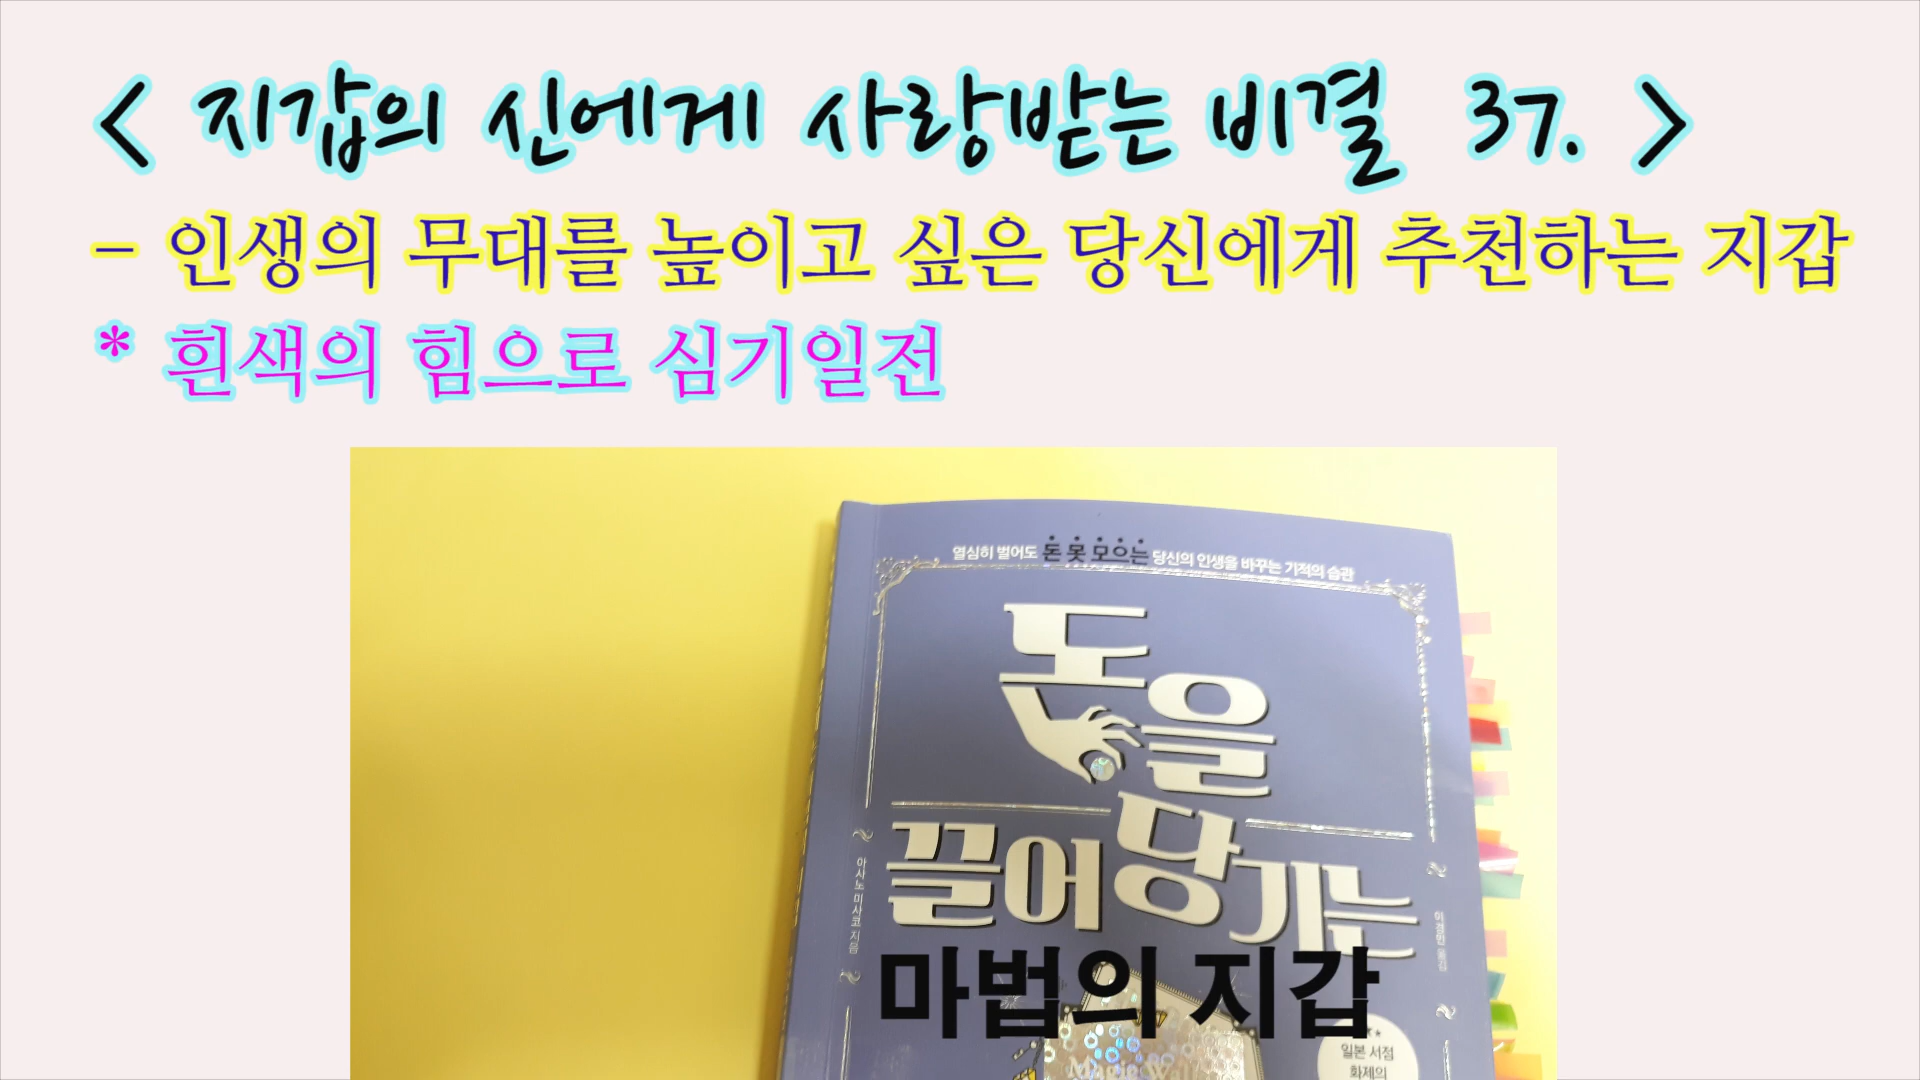 < 지갑의 신에게 사랑받는 비결 37. >
- 인생의 무대를 높이고 싶은 당신에게 추천하는 지갑
* 흰색의 힘으로 심기일전
열심히 벌어도 돈 못 모으는 당신의 인생을 바꾸는 기적의 습관
돈을
끌어당기는
마법의 지갑
아사노 미사코 지음
이경민 옮김
일본 서점
화제의